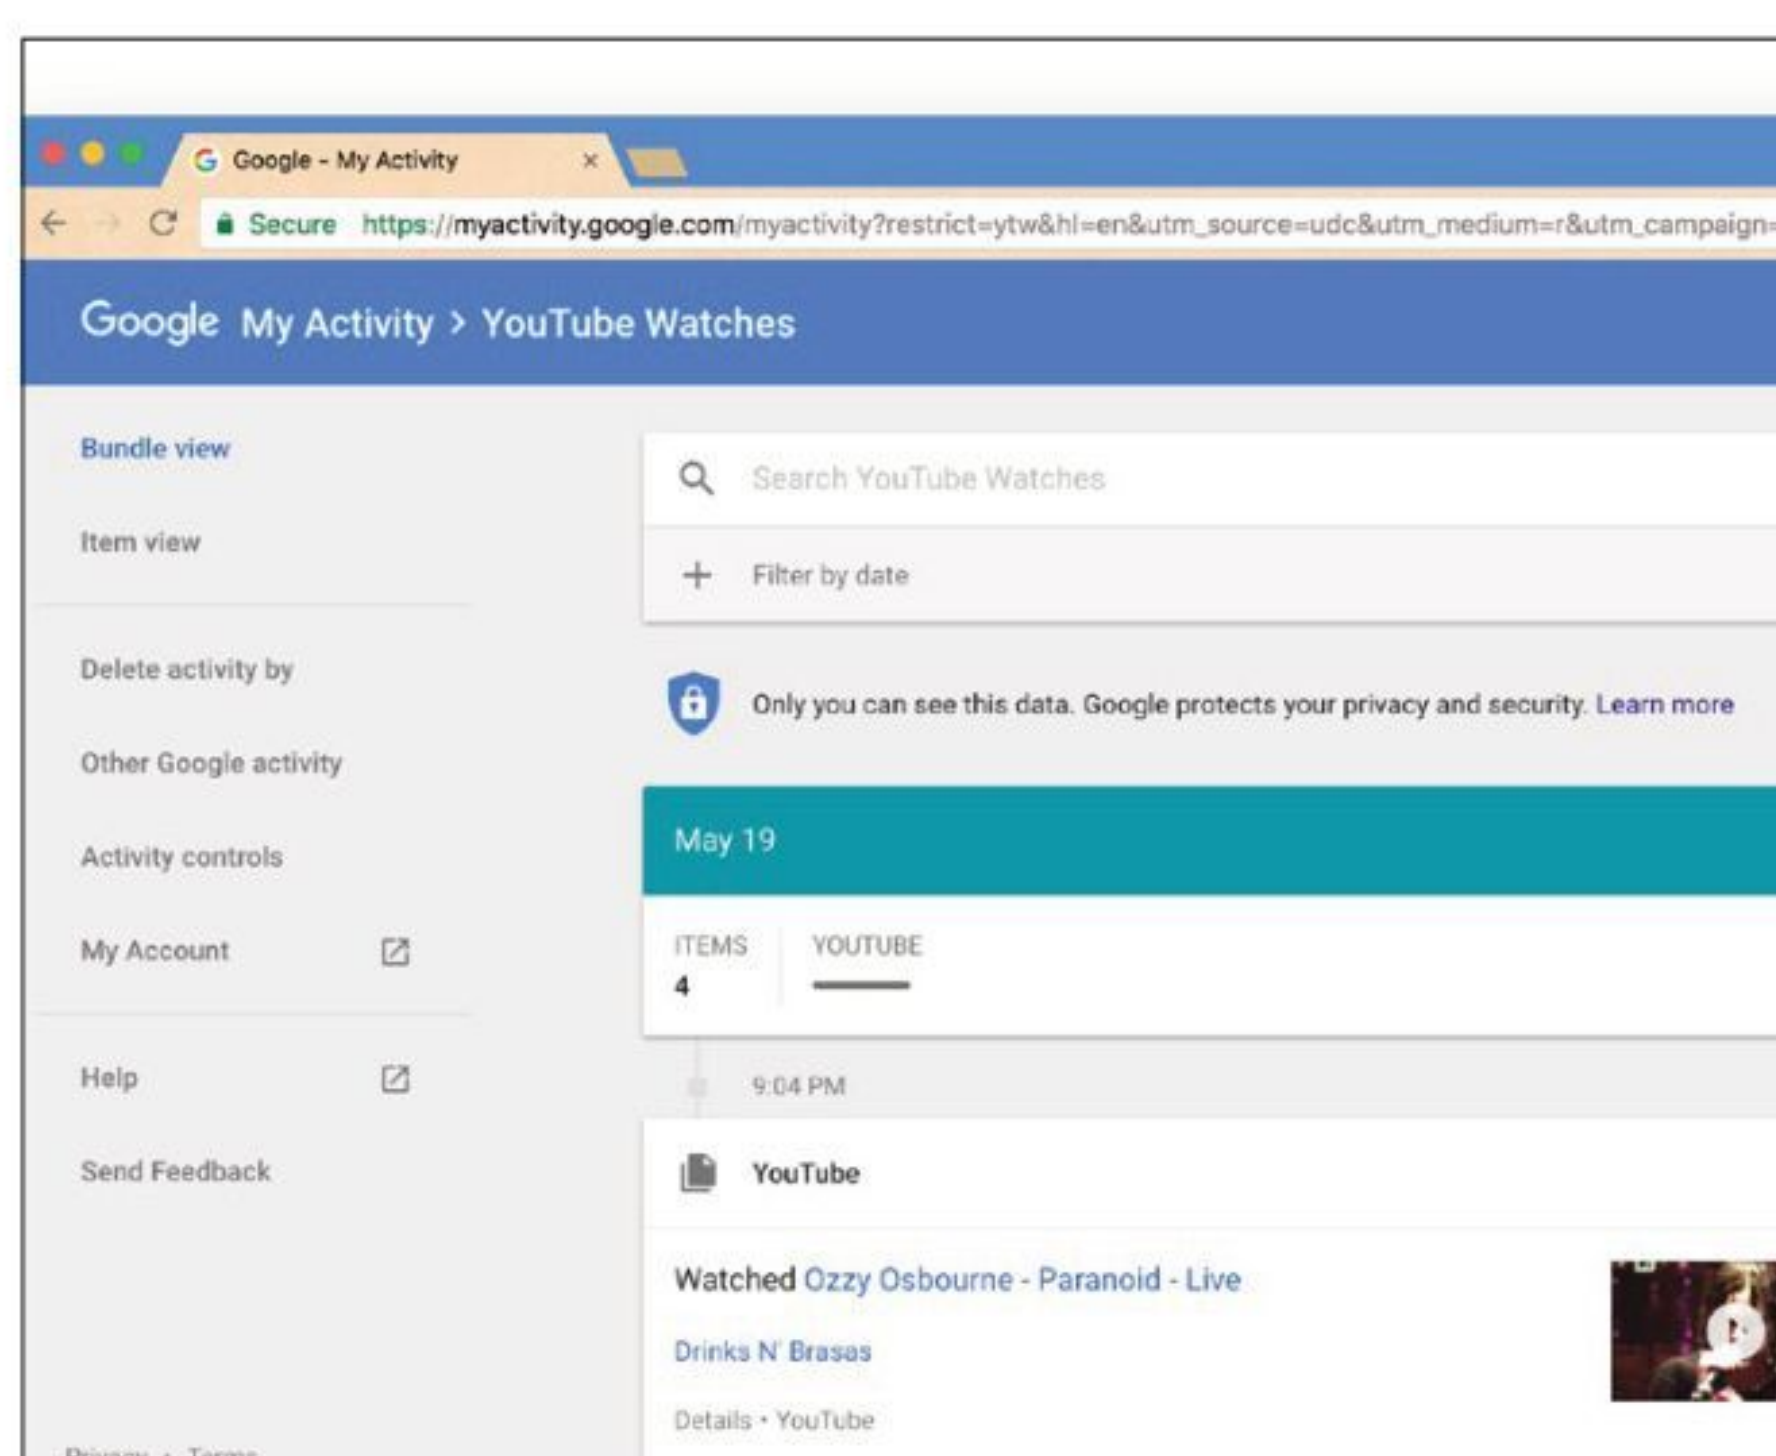 Google - My Activity
Secure https://myactivity.google.com/myactivity?restrict=ytw&hl=en&utm_source=udc&utm_medium=r&utm_campaign=
Google My Activity > YouTube Watches
Bundle view
Item view
Delete activity by
Other Google activity
Activity controls
My Account
Help
Send Feedback
Privacy • Terms
Search YouTube Watches
Filter by date
Only you can see this data. Google protects your privacy and security. Learn more
May 19
ITEMS YOUTUBE
4
9:04 PM
YouTube
Watched Ozzy Osbourne - Paranoid - Live
Drinks N' Brasas
Details • YouTube